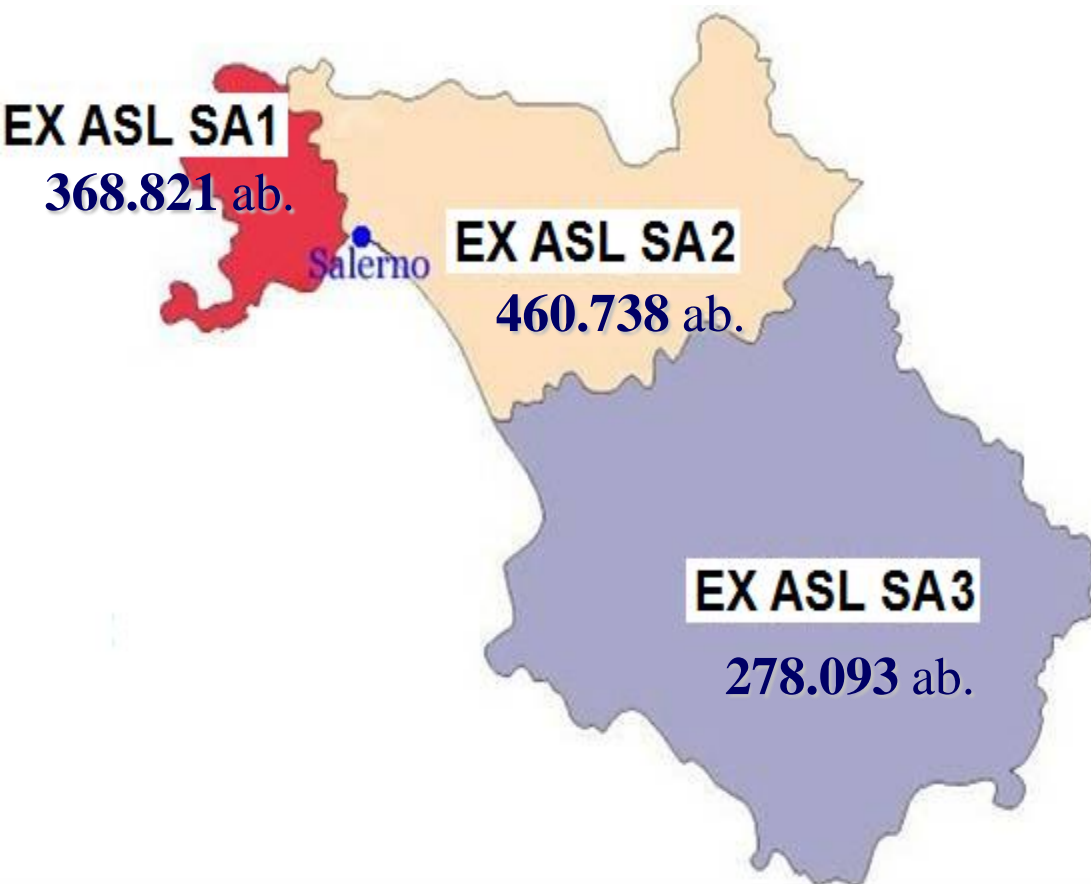 EX ASL SA1
368.821 ab.
Salerno
EX ASL SA2
460.738 ab.
EX ASL SA3
278.093 ab.